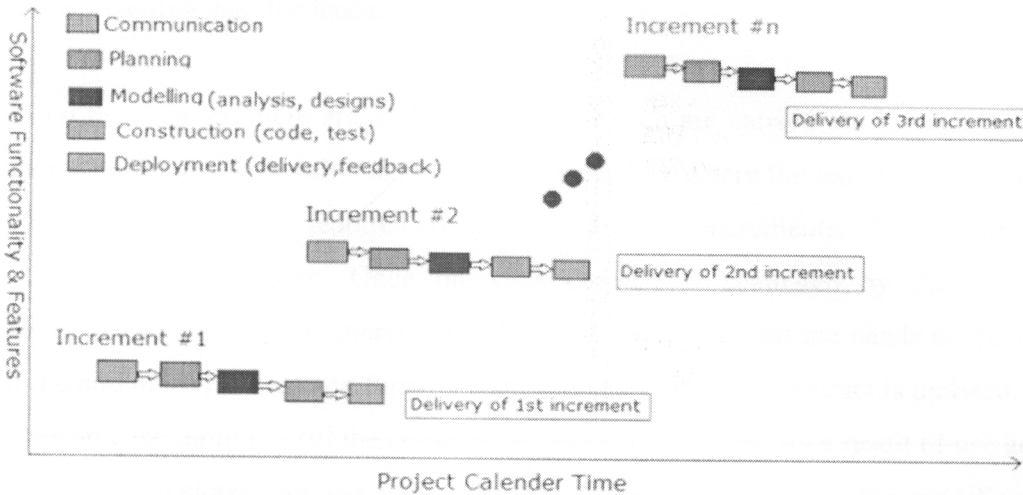 Software Functionality & Features
Communication
Planning
Modelling (analysis, designs)
Construction (code, test)
Deployment (delivery,feedback)
Increment #n
Delivery of 3rd increment
Increment #2
Delivery of 2nd increment
Increment #1
Delivery of 1st increment
Project Calender Time